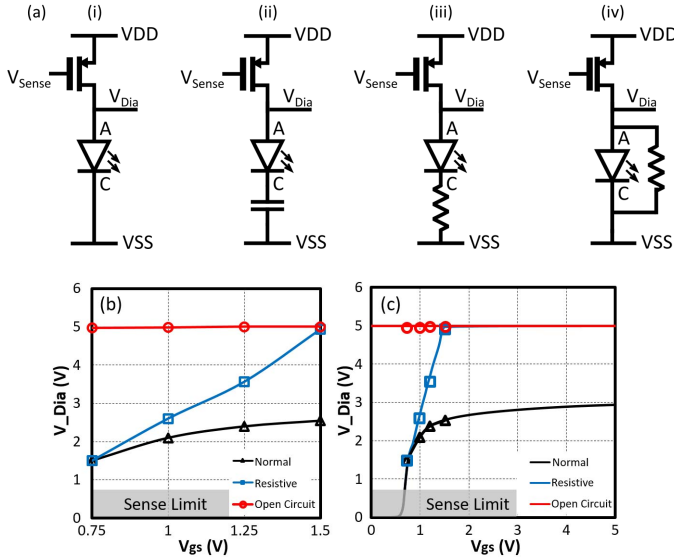 (a) (i) (ii) (iii) (iv)
VDD VDD VDD VDD
V_Sense V_Sense V_Sense V_Sense
V_Dia V_Dia V_Dia V_Dia
A A A A
C C C C
VSS VSS VSS VSS
(b)
V_Dia (V)
6
5
4
3
2
1
0
Normal
Resistive
Open Circuit
Sense Limit
0.75 1 1.25 1.5
Vgs (V)
(c)
V_Dia (V)
6
5
4
3
2
1
0
Normal
Resistive
Open Circuit
Sense Limit
0 1 2 3 4 5
Vgs (V)